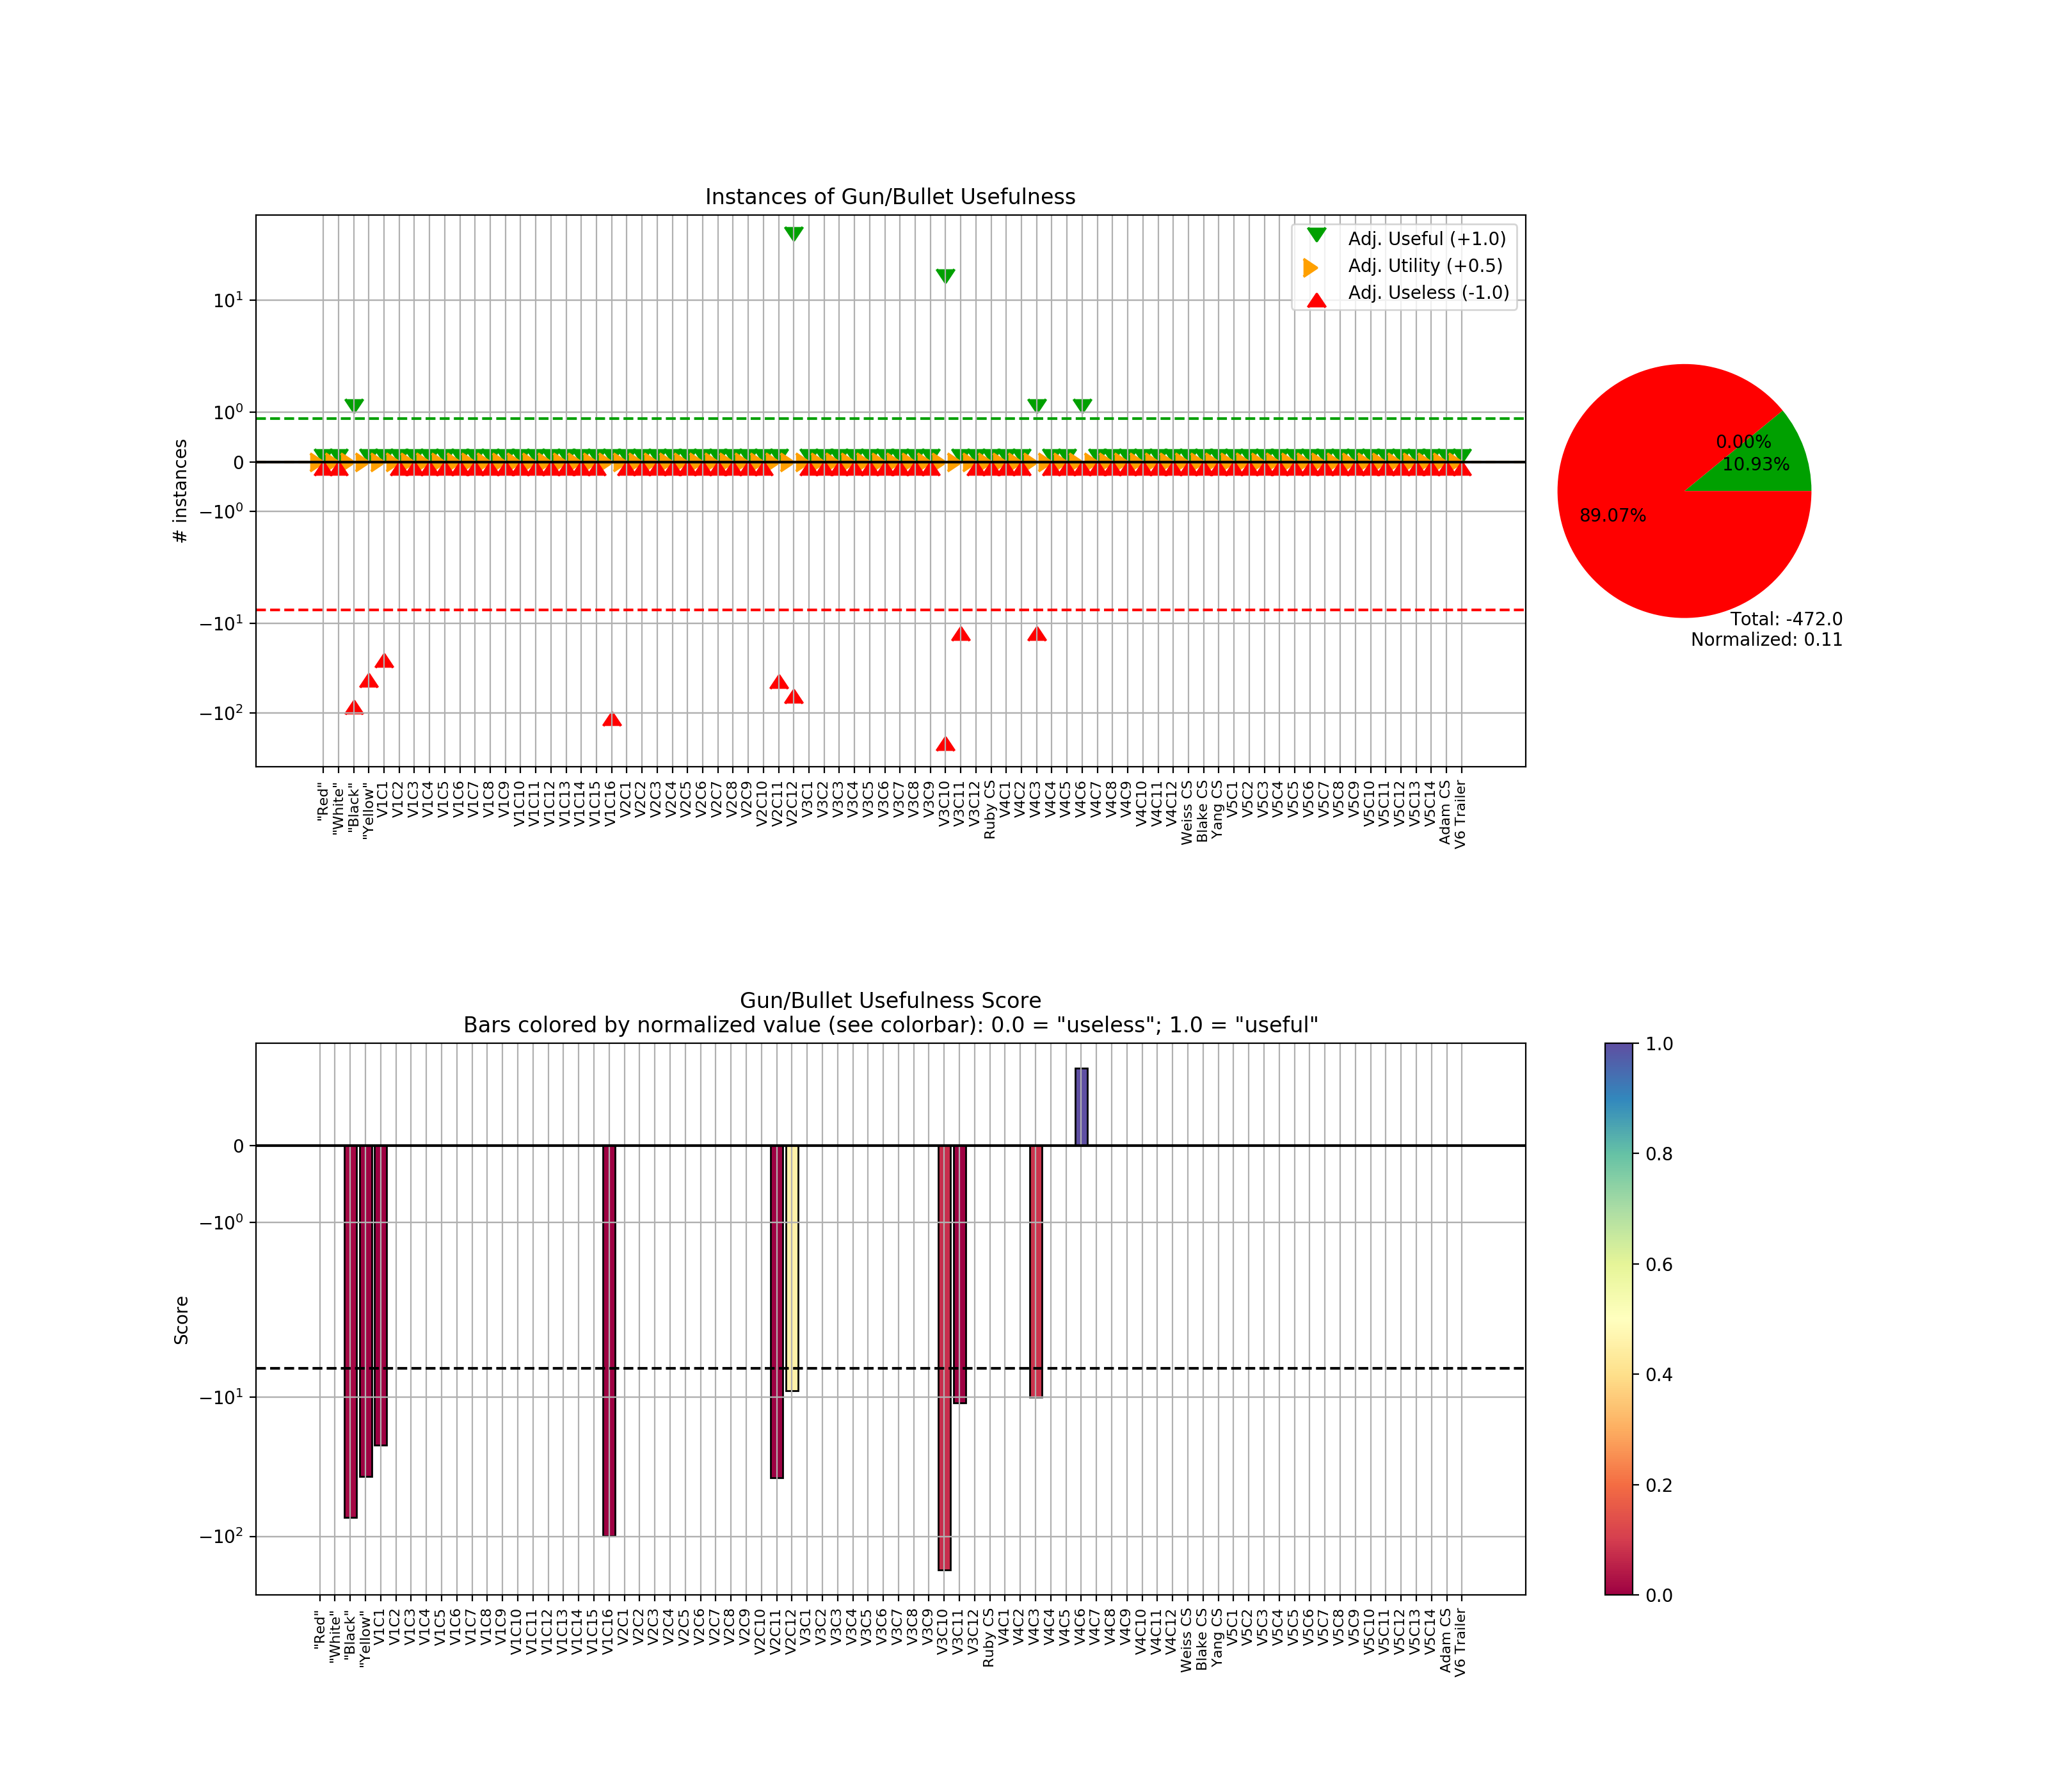 Instances of Gun/Bullet Usefulness
Adj. Useful (+1.0)
Adj. Utility (+0.5)
Adj. Useless (-1.0)
# instances
10¹
10⁰
0
−10⁰
−10¹
−10²
"Red" "White" "Black" "Yellow" V1C1 V1C2 V1C3 V1C4 V1C5 V1C6 V1C7 V1C8 V1C9 V1C10 V1C11 V1C12 V1C13 V1C14 V1C15 V1C16 V2C1 V2C2 V2C3 V2C4 V2C5 V2C6 V2C7 V2C8 V2C9 V2C10 V2C11 V2C12 V3C1 V3C2 V3C3 V3C4 V3C5 V3C6 V3C7 V3C8 V3C9 V3C10 V3C11 V3C12 Ruby CS V4C1 V4C2 V4C3 V4C4 V4C5 V4C6 V4C7 V4C8 V4C9 V4C10 V4C11 V4C12 Weiss CS Blake CS Yang CS V5C1 V5C2 V5C3 V5C4 V5C5 V5C6 V5C7 V5C8 V5C9 V5C10 V5C11 V5C12 V5C13 V5C14 Adam CS V6 Trailer
0.00%
10.93%
89.07%
Total: -472.0
Normalized: 0.11
Gun/Bullet Usefulness Score
Bars colored by normalized value (see colorbar): 0.0 = "useless"; 1.0 = "useful"
Score
0
−10⁰
−10¹
−10²
"Red" "White" "Black" "Yellow" V1C1 V1C2 V1C3 V1C4 V1C5 V1C6 V1C7 V1C8 V1C9 V1C10 V1C11 V1C12 V1C13 V1C14 V1C15 V1C16 V2C1 V2C2 V2C3 V2C4 V2C5 V2C6 V2C7 V2C8 V2C9 V2C10 V2C11 V2C12 V3C1 V3C2 V3C3 V3C4 V3C5 V3C6 V3C7 V3C8 V3C9 V3C10 V3C11 V3C12 Ruby CS V4C1 V4C2 V4C3 V4C4 V4C5 V4C6 V4C7 V4C8 V4C9 V4C10 V4C11 V4C12 Weiss CS Blake CS Yang CS V5C1 V5C2 V5C3 V5C4 V5C5 V5C6 V5C7 V5C8 V5C9 V5C10 V5C11 V5C12 V5C13 V5C14 Adam CS V6 Trailer
1.0
0.8
0.6
0.4
0.2
0.0